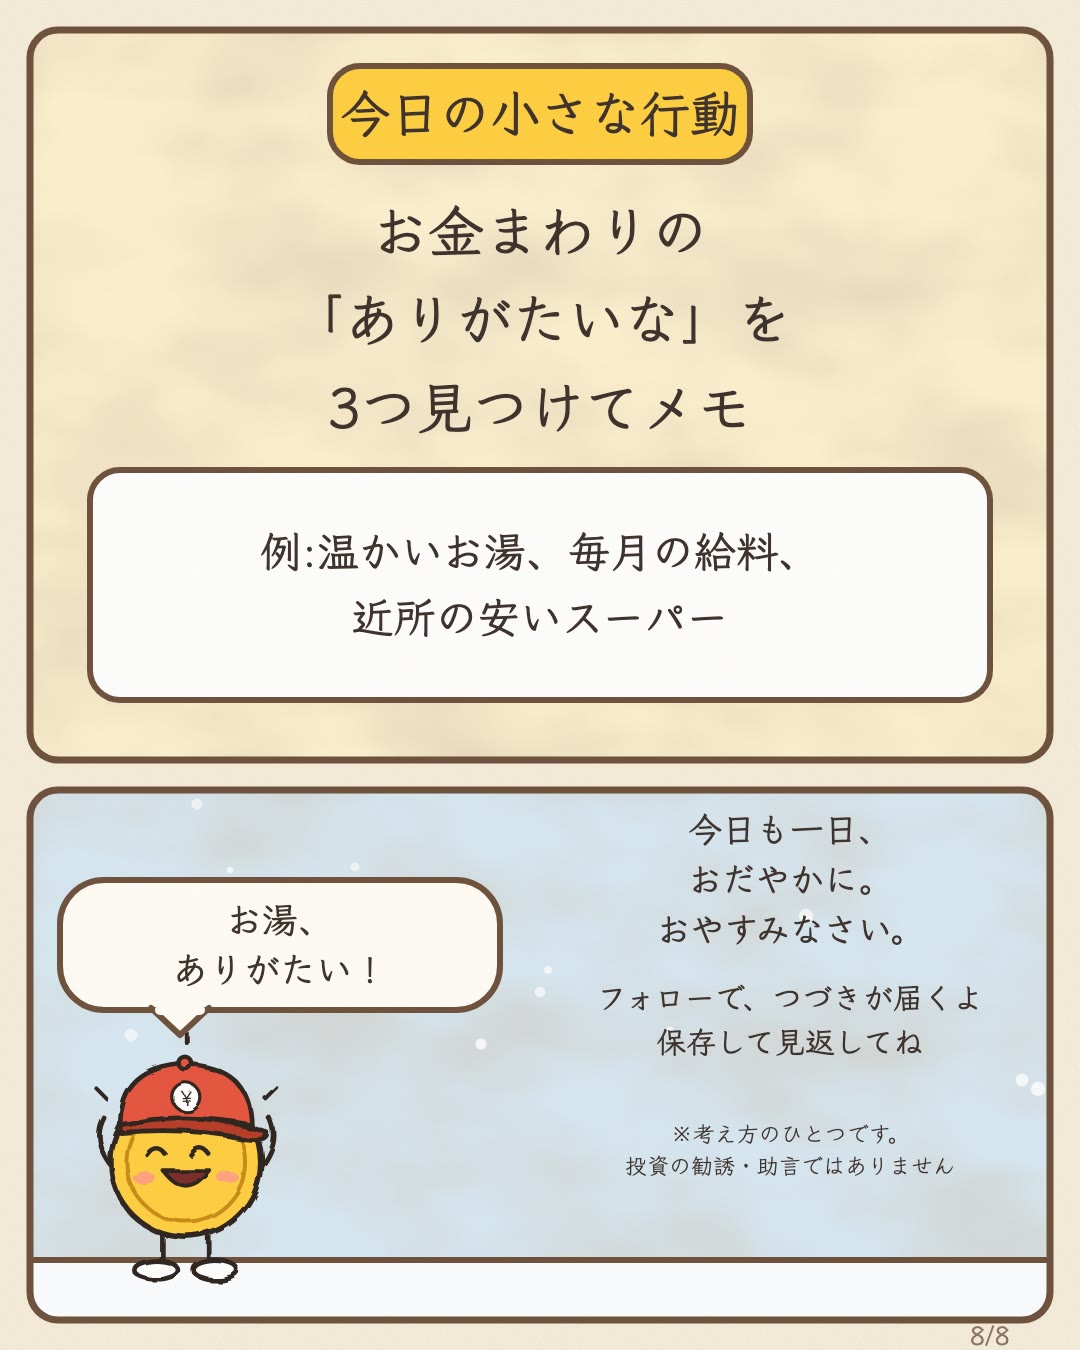 今日の小さな行動
お金まわりの
「ありがたいな」を
3つ見つけてメモ
例:温かいお湯、毎月の給料、
近所の安いスーパー
今日も一日、
おだやかに。
おやすみなさい。
お湯、
ありがたい！
フォローで、つづきが届くよ
保存して見返してね
¥
※考え方のひとつです。
投資の勧誘・助言ではありません
8/8